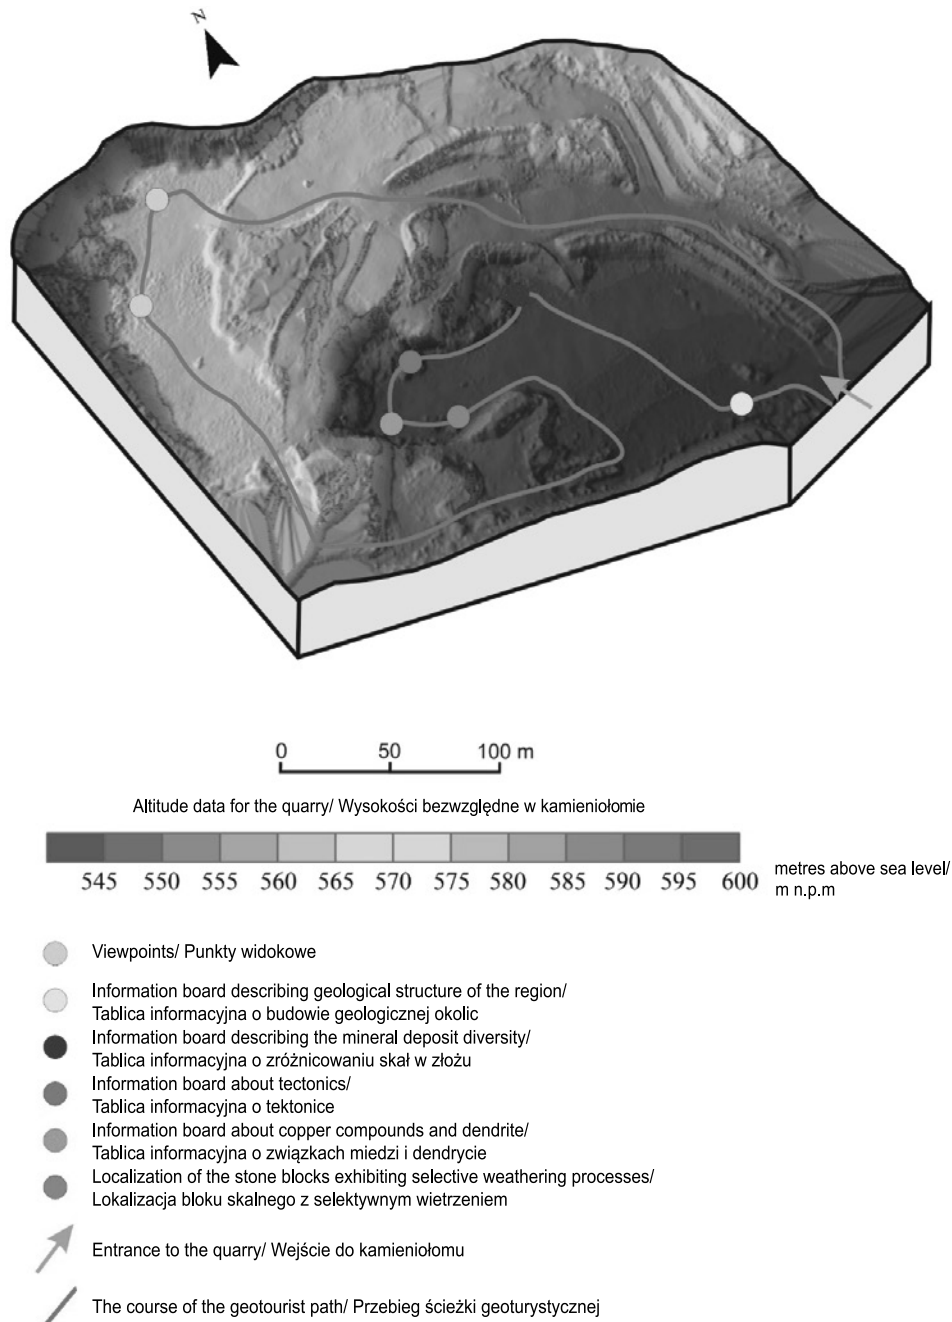 N
0 50 100 m
Altitude data for the quarry/ Wysokości bezwzględne w kamieniołomie
545 550 555 560 565 570 575 580 585 590 595 600
metres above sea level/
m n.p.m
Viewpoints/ Punkty widokowe
Information board describing geological structure of the region/
Tablica informacyjna o budowie geologicznej okolic
Information board describing the mineral deposit diversity/
Tablica informacyjna o zróżnicowaniu skał w złożu
Information board about tectonics/
Tablica informacyjna o tektonice
Information board about copper compounds and dendrite/
Tablica informacyjna o związkach miedzi i dendrycie
Localization of the stone blocks exhibiting selective weathering processes/
Lokalizacja bloku skalnego z selektywnym wietrzeniem
Entrance to the quarry/ Wejście do kamieniołomu
The course of the geotourist path/ Przebieg ścieżki geoturystycznej